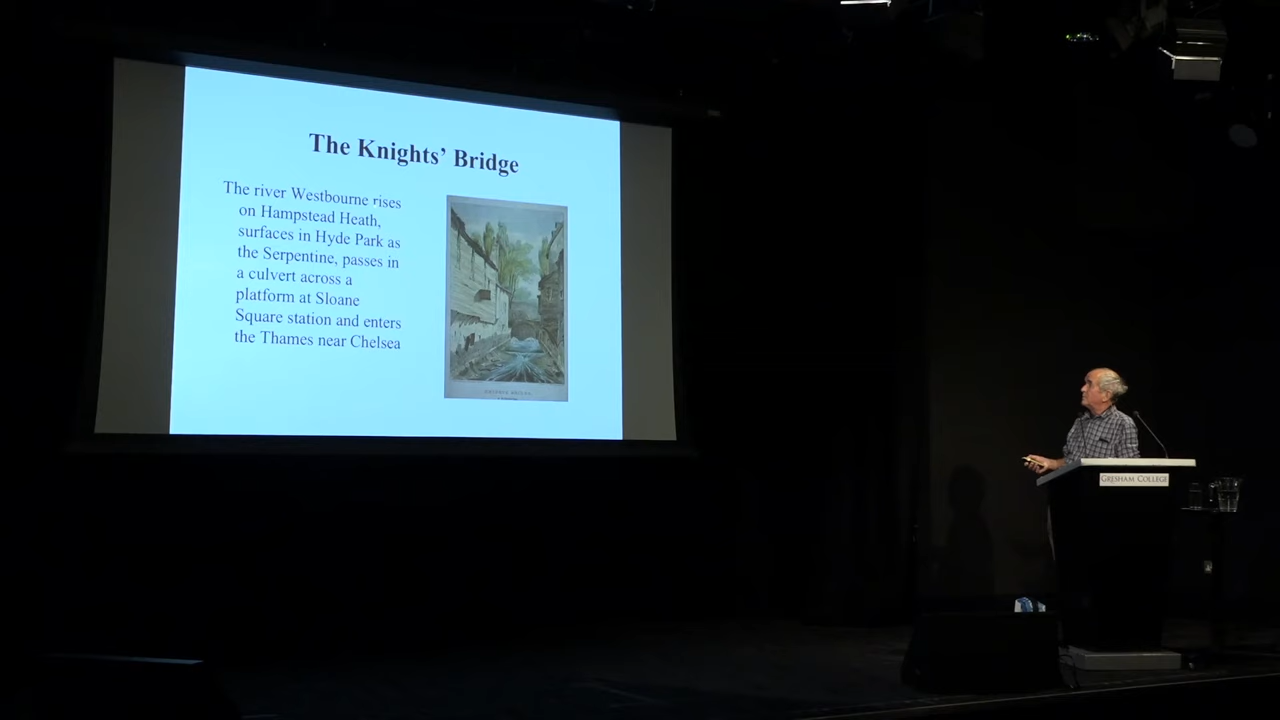 The Knights’ Bridge
The river Westbourne rises
on Hampstead Heath,
surfaces in Hyde Park as
the Serpentine, passes in
a culvert across a
platform at Sloane
Square station and enters
the Thames near Chelsea
GRESHAM COLLEGE